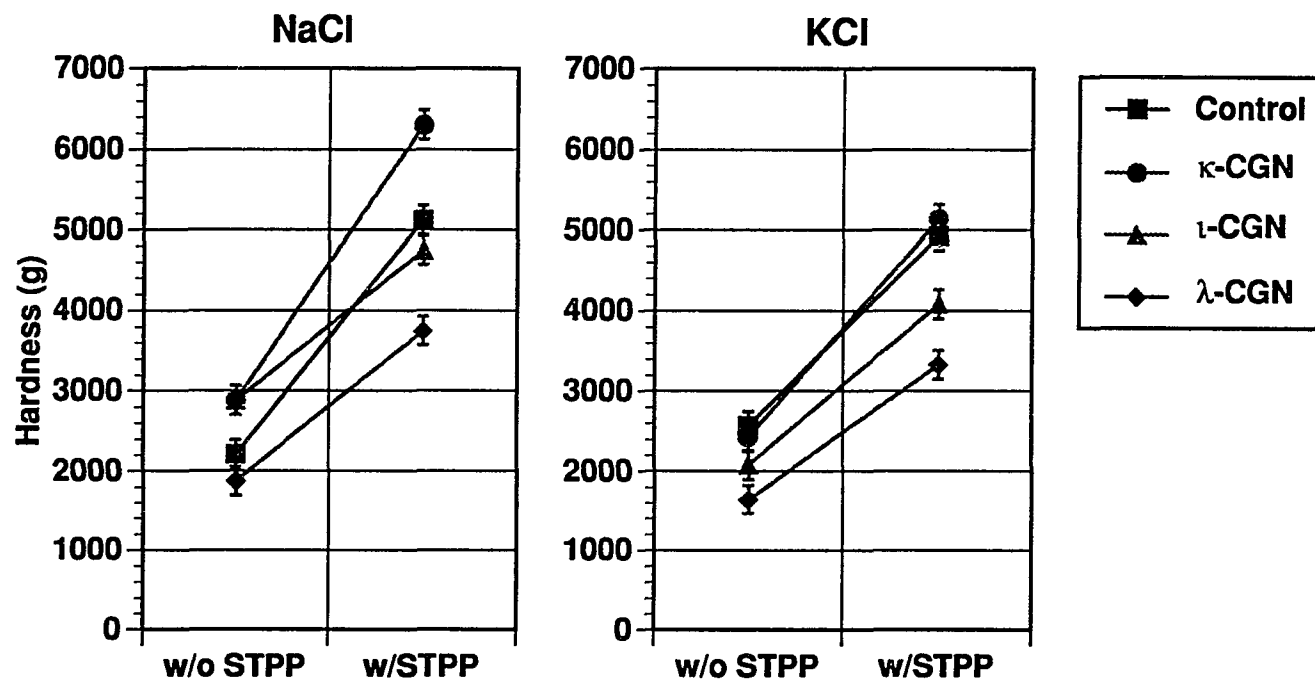 NaCl
7000
6000
5000
4000
3000
2000
1000
0
Hardness (g)
w/o STPP
w/STPP
KCl
7000
6000
5000
4000
3000
2000
1000
0
w/o STPP
w/STPP
Control
κ-CGN
ι-CGN
λ-CGN